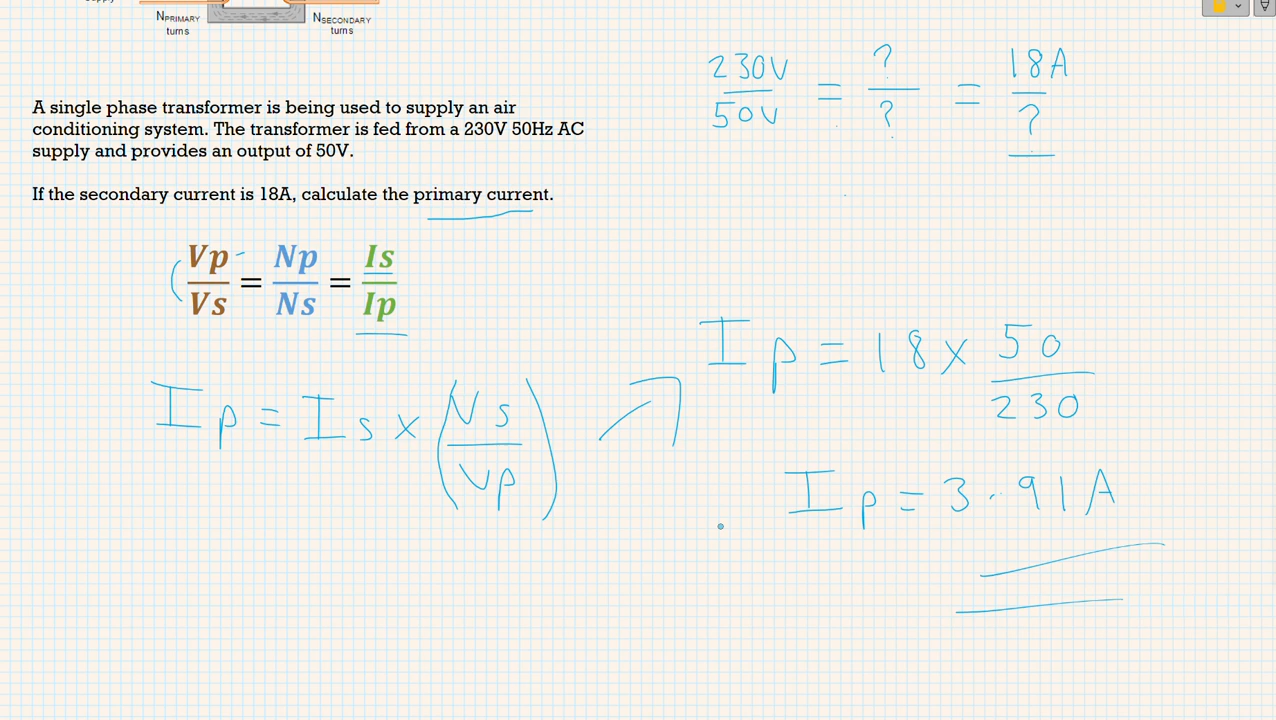 supply
NPRIMARY
turns
NSECONDARY
turns
A single phase transformer is being used to supply an air
conditioning system. The transformer is fed from a 230V 50Hz AC
supply and provides an output of 50V.
If the secondary current is 18A, calculate the primary current.
Vp/Vs = Np/Ns = Is/Ip
Ip = Is × (Vs/Vp)
230V/50V = ?/? = 18A/?
Ip = 18 × 50/230
Ip = 3.91A